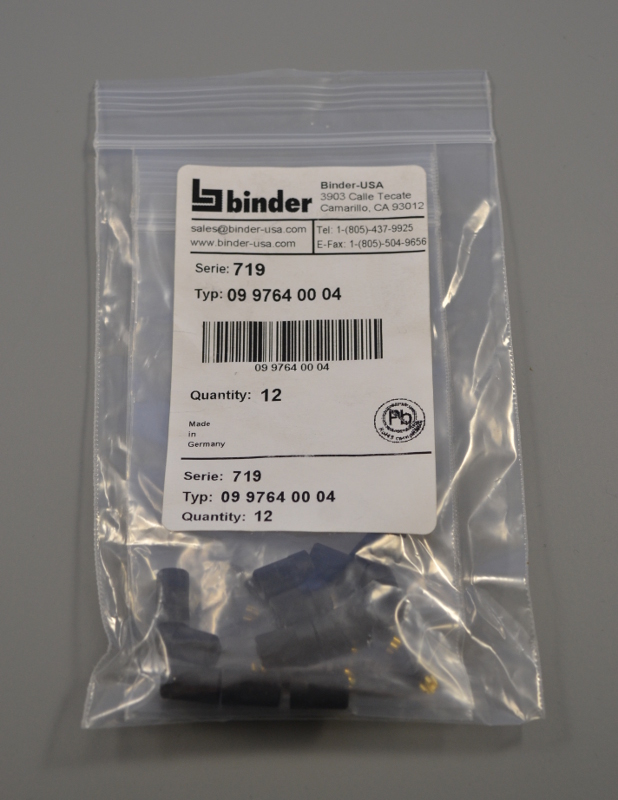 binder
Binder-USA
3903 Calle Tecate
Camarillo, CA 93012
sales@binder-usa.com
www.binder-usa.com
Tel: 1-(805)-437-9925
E-Fax: 1-(805)-504-9656
Serie: 719
Typ: 09 9764 00 04
09 9764 00 04
Quantity: 12
Made
in
Germany
Pb
Serie: 719
Typ: 09 9764 00 04
Quantity: 12